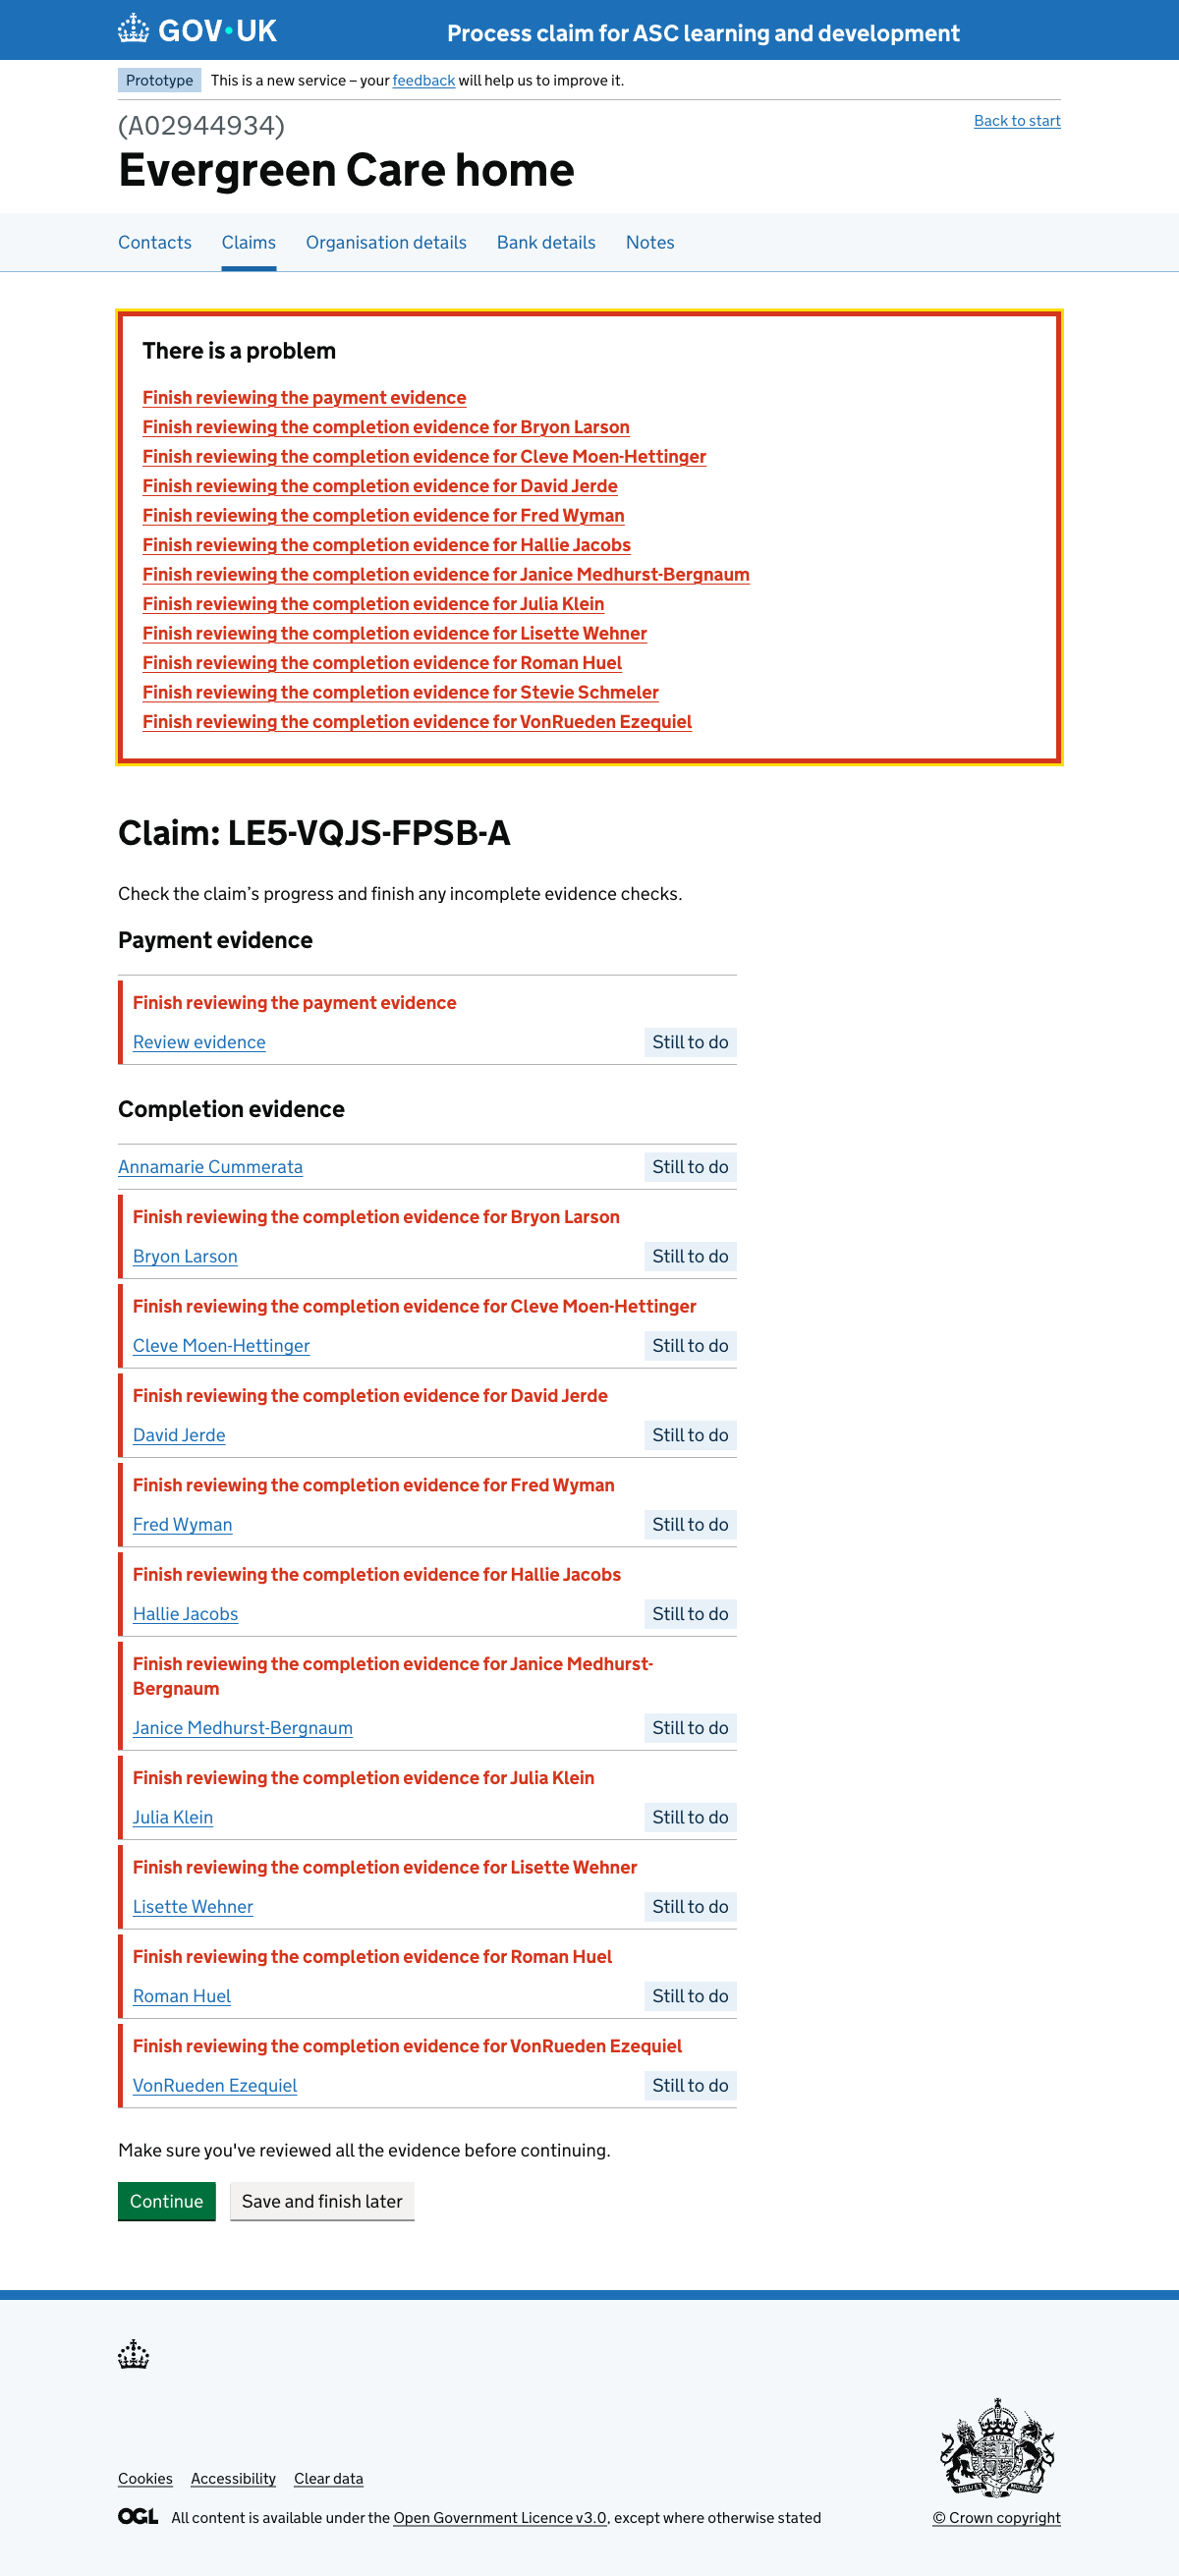 GOV•UK
Process claim for ASC learning and development
Prototype This is a new service – your feedback will help us to improve it.
(A02944934)
Back to start
Evergreen Care home
Contacts Claims Organisation details Bank details Notes
There is a problem
Finish reviewing the payment evidence
Finish reviewing the completion evidence for Bryon Larson
Finish reviewing the completion evidence for Cleve Moen-Hettinger
Finish reviewing the completion evidence for David Jerde
Finish reviewing the completion evidence for Fred Wyman
Finish reviewing the completion evidence for Hallie Jacobs
Finish reviewing the completion evidence for Janice Medhurst-Bergnaum
Finish reviewing the completion evidence for Julia Klein
Finish reviewing the completion evidence for Lisette Wehner
Finish reviewing the completion evidence for Roman Huel
Finish reviewing the completion evidence for Stevie Schmeler
Finish reviewing the completion evidence for VonRueden Ezequiel
Claim: LE5-VQJS-FPSB-A
Check the claim’s progress and finish any incomplete evidence checks.
Payment evidence
Finish reviewing the payment evidence
Review evidence Still to do
Completion evidence
Annamarie Cummerata Still to do
Finish reviewing the completion evidence for Bryon Larson
Bryon Larson Still to do
Finish reviewing the completion evidence for Cleve Moen-Hettinger
Cleve Moen-Hettinger Still to do
Finish reviewing the completion evidence for David Jerde
David Jerde Still to do
Finish reviewing the completion evidence for Fred Wyman
Fred Wyman Still to do
Finish reviewing the completion evidence for Hallie Jacobs
Hallie Jacobs Still to do
Finish reviewing the completion evidence for Janice Medhurst-
Bergnaum
Janice Medhurst-Bergnaum Still to do
Finish reviewing the completion evidence for Julia Klein
Julia Klein Still to do
Finish reviewing the completion evidence for Lisette Wehner
Lisette Wehner Still to do
Finish reviewing the completion evidence for Roman Huel
Roman Huel Still to do
Finish reviewing the completion evidence for VonRueden Ezequiel
VonRueden Ezequiel Still to do
Make sure you've reviewed all the evidence before continuing.
Continue Save and finish later
Cookies Accessibility Clear data
OGL All content is available under the Open Government Licence v3.0, except where otherwise stated
© Crown copyright